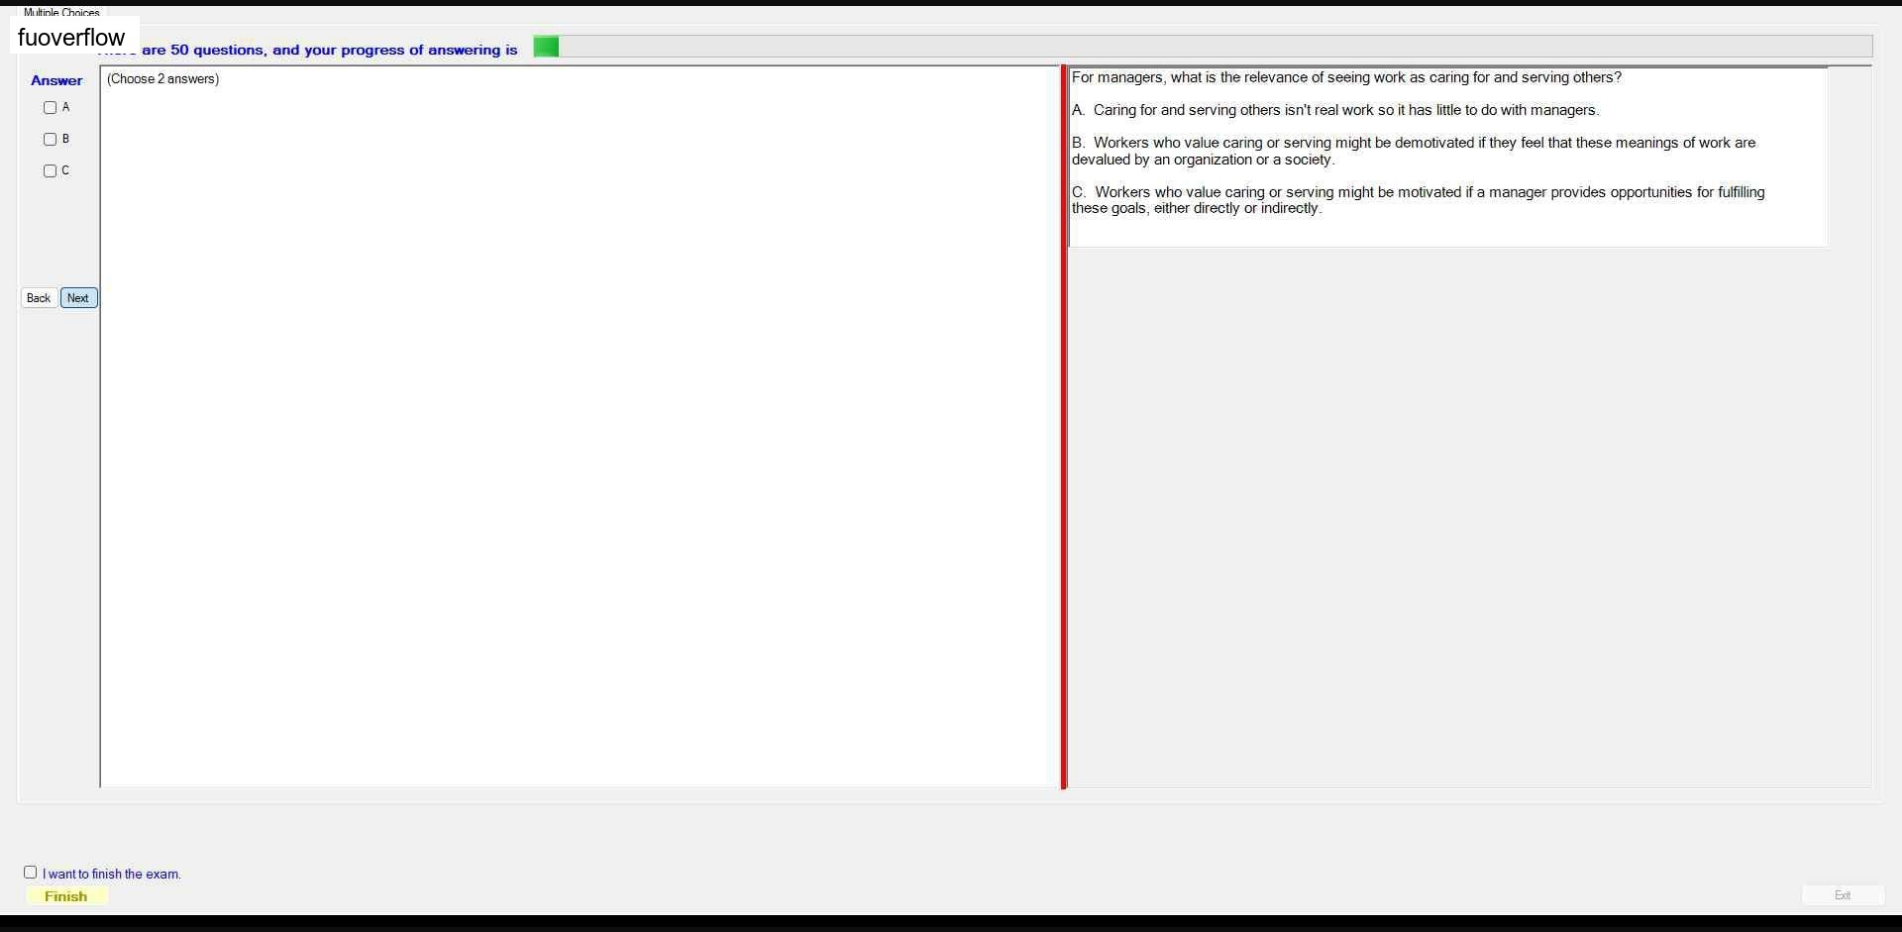 Multiple Choices
fuoverflow
are 50 questions, and your progress of answering is
Answer
A
B
C
Back Next
(Choose 2 answers)
For managers, what is the relevance of seeing work as caring for and serving others?
A. Caring for and serving others isn't real work so it has little to do with managers.
B. Workers who value caring or serving might be demotivated if they feel that these meanings of work are
devalued by an organization or a society.
C. Workers who value caring or serving might be motivated if a manager provides opportunities for fulfilling
these goals, either directly or indirectly.
I want to finish the exam.
Finish
Exit